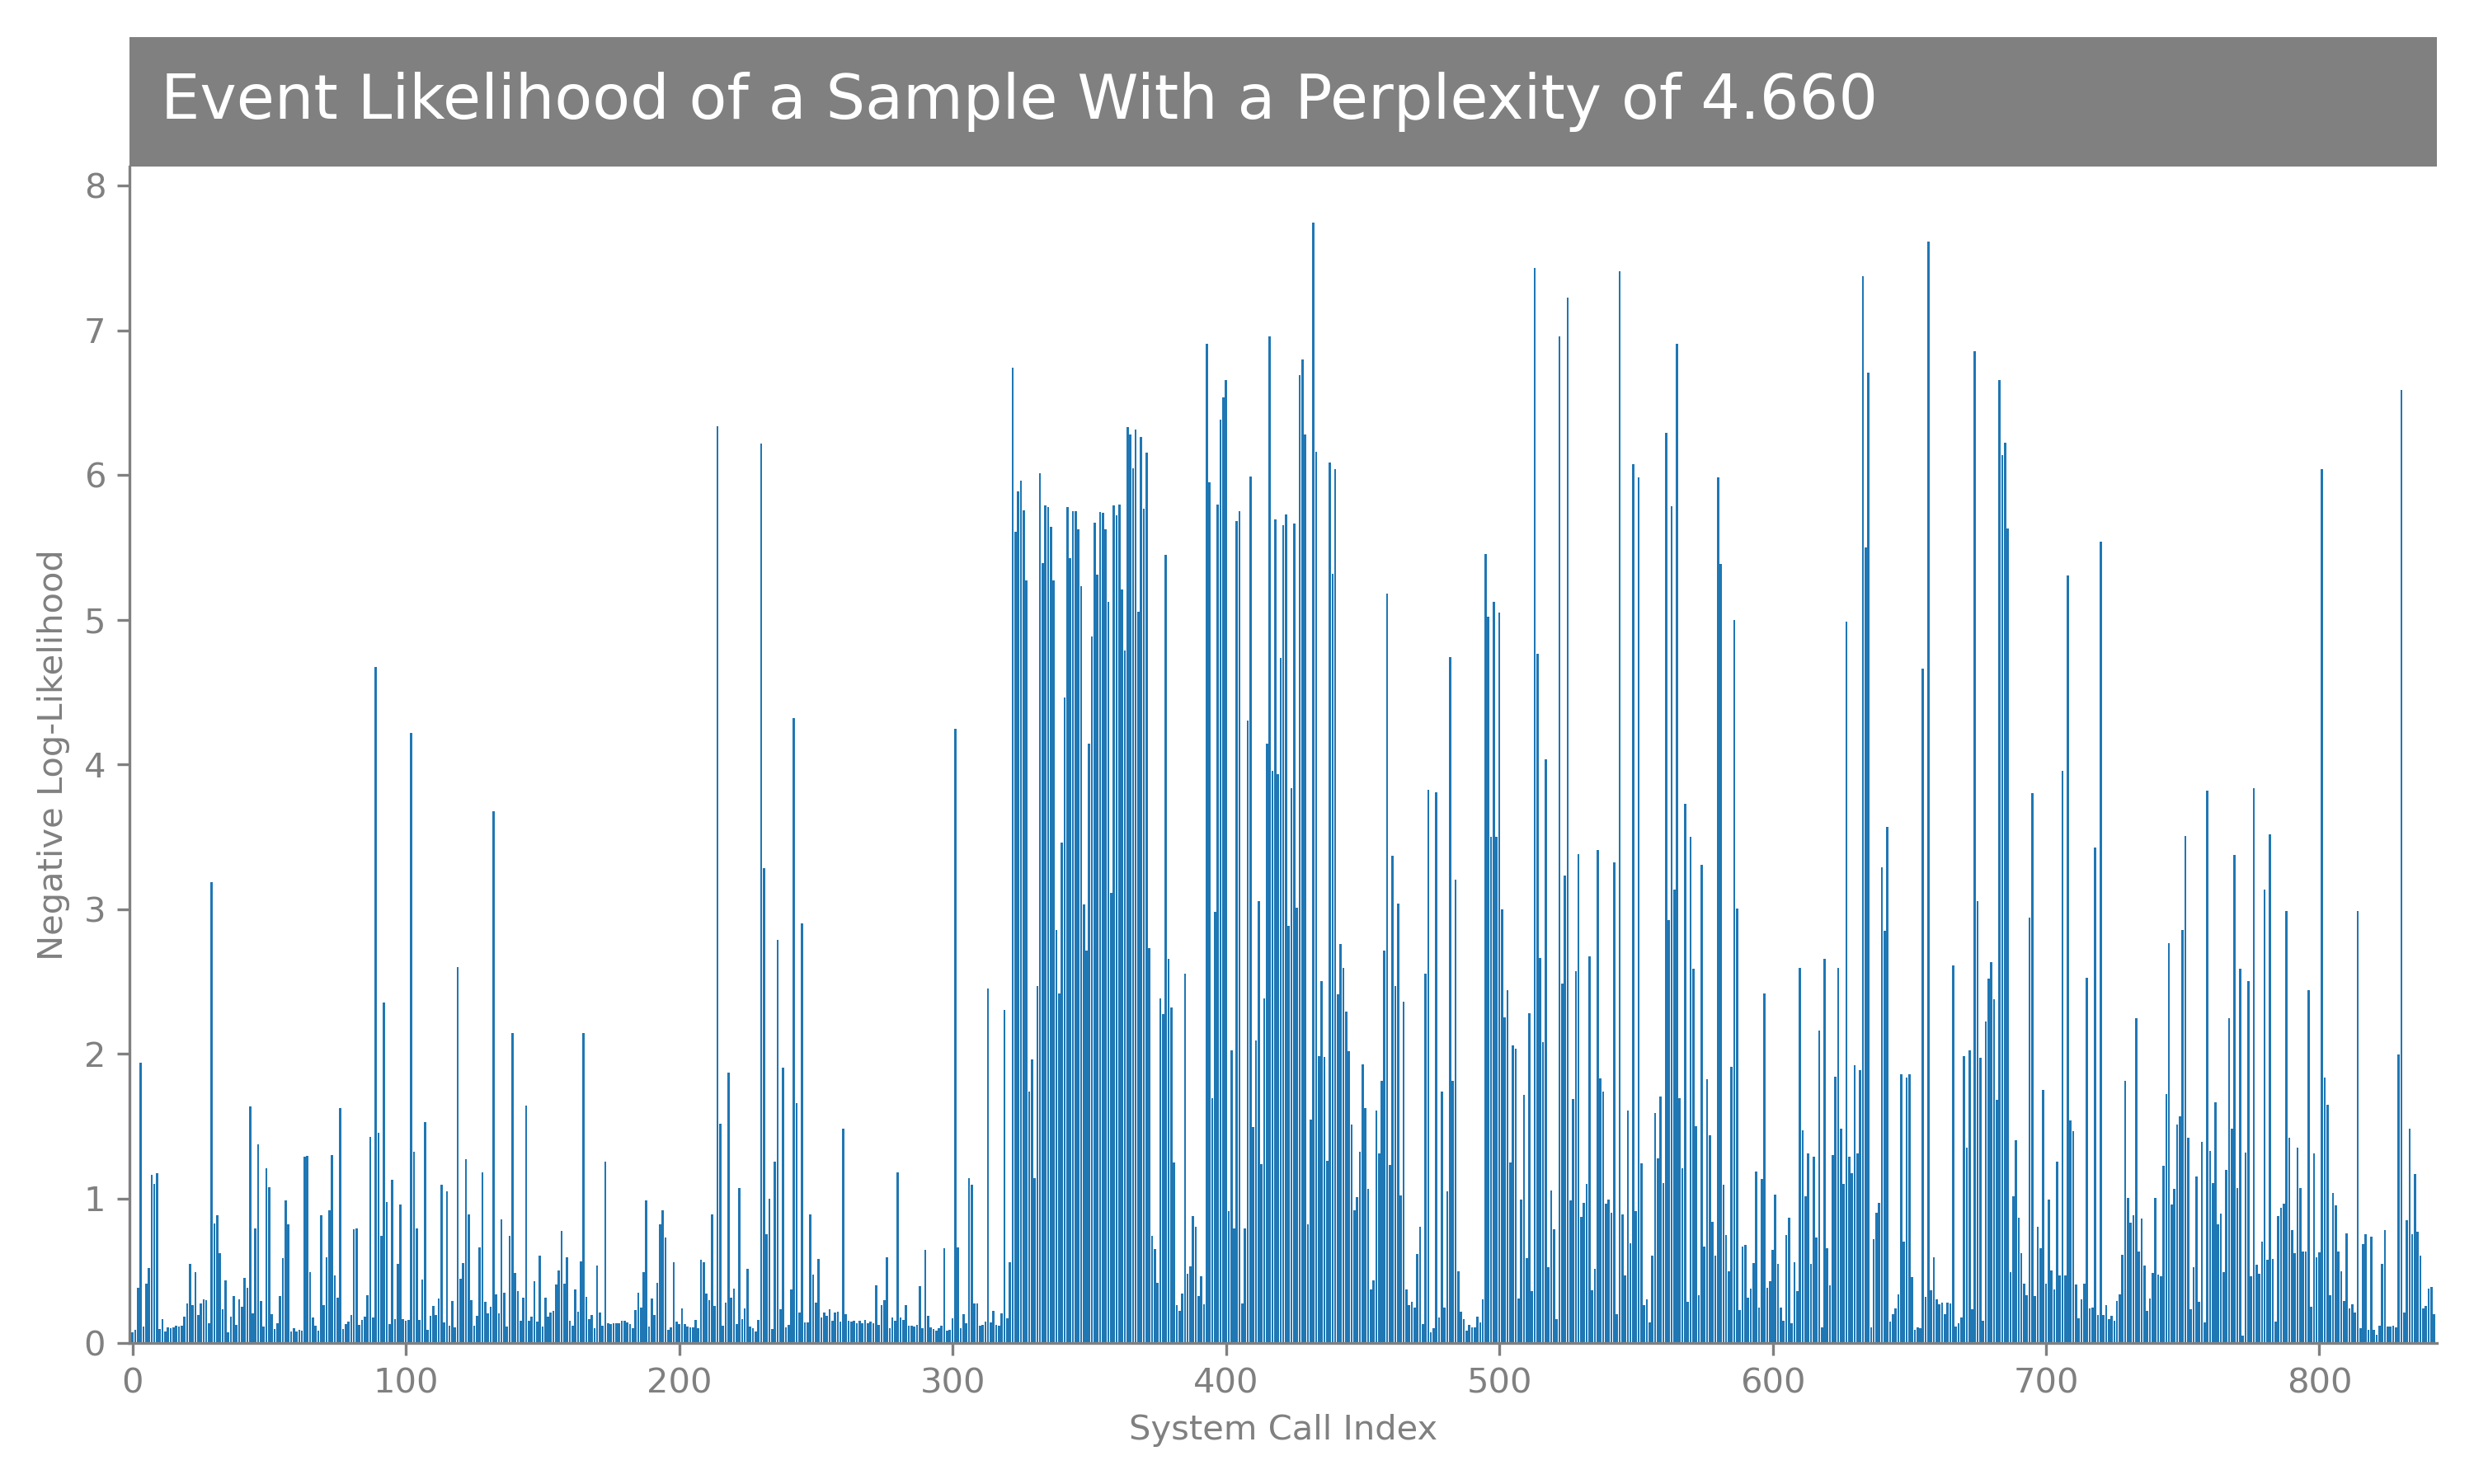 Event Likelihood of a Sample With a Perplexity of 4.660
8
7
6
5
4
3
2
1
0
Negative Log-Likelihood
0 100 200 300 400 500 600 700 800
System Call Index